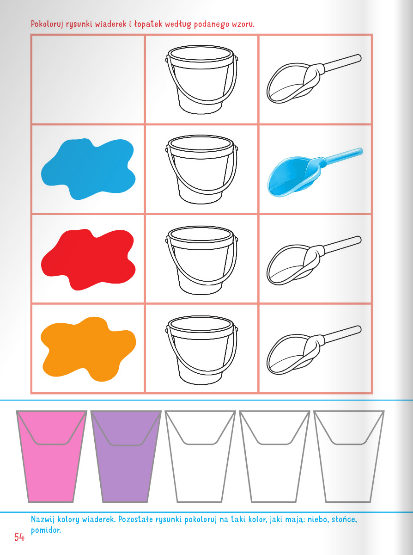 Pokoloruj rysunki wiaderek i łopatek według podanego wzoru.
Nazwij kolory wiaderek. Pozostałe rysunki pokoloruj na taki kolor, jaki mają: niebo, słońce,
pomidor.
54